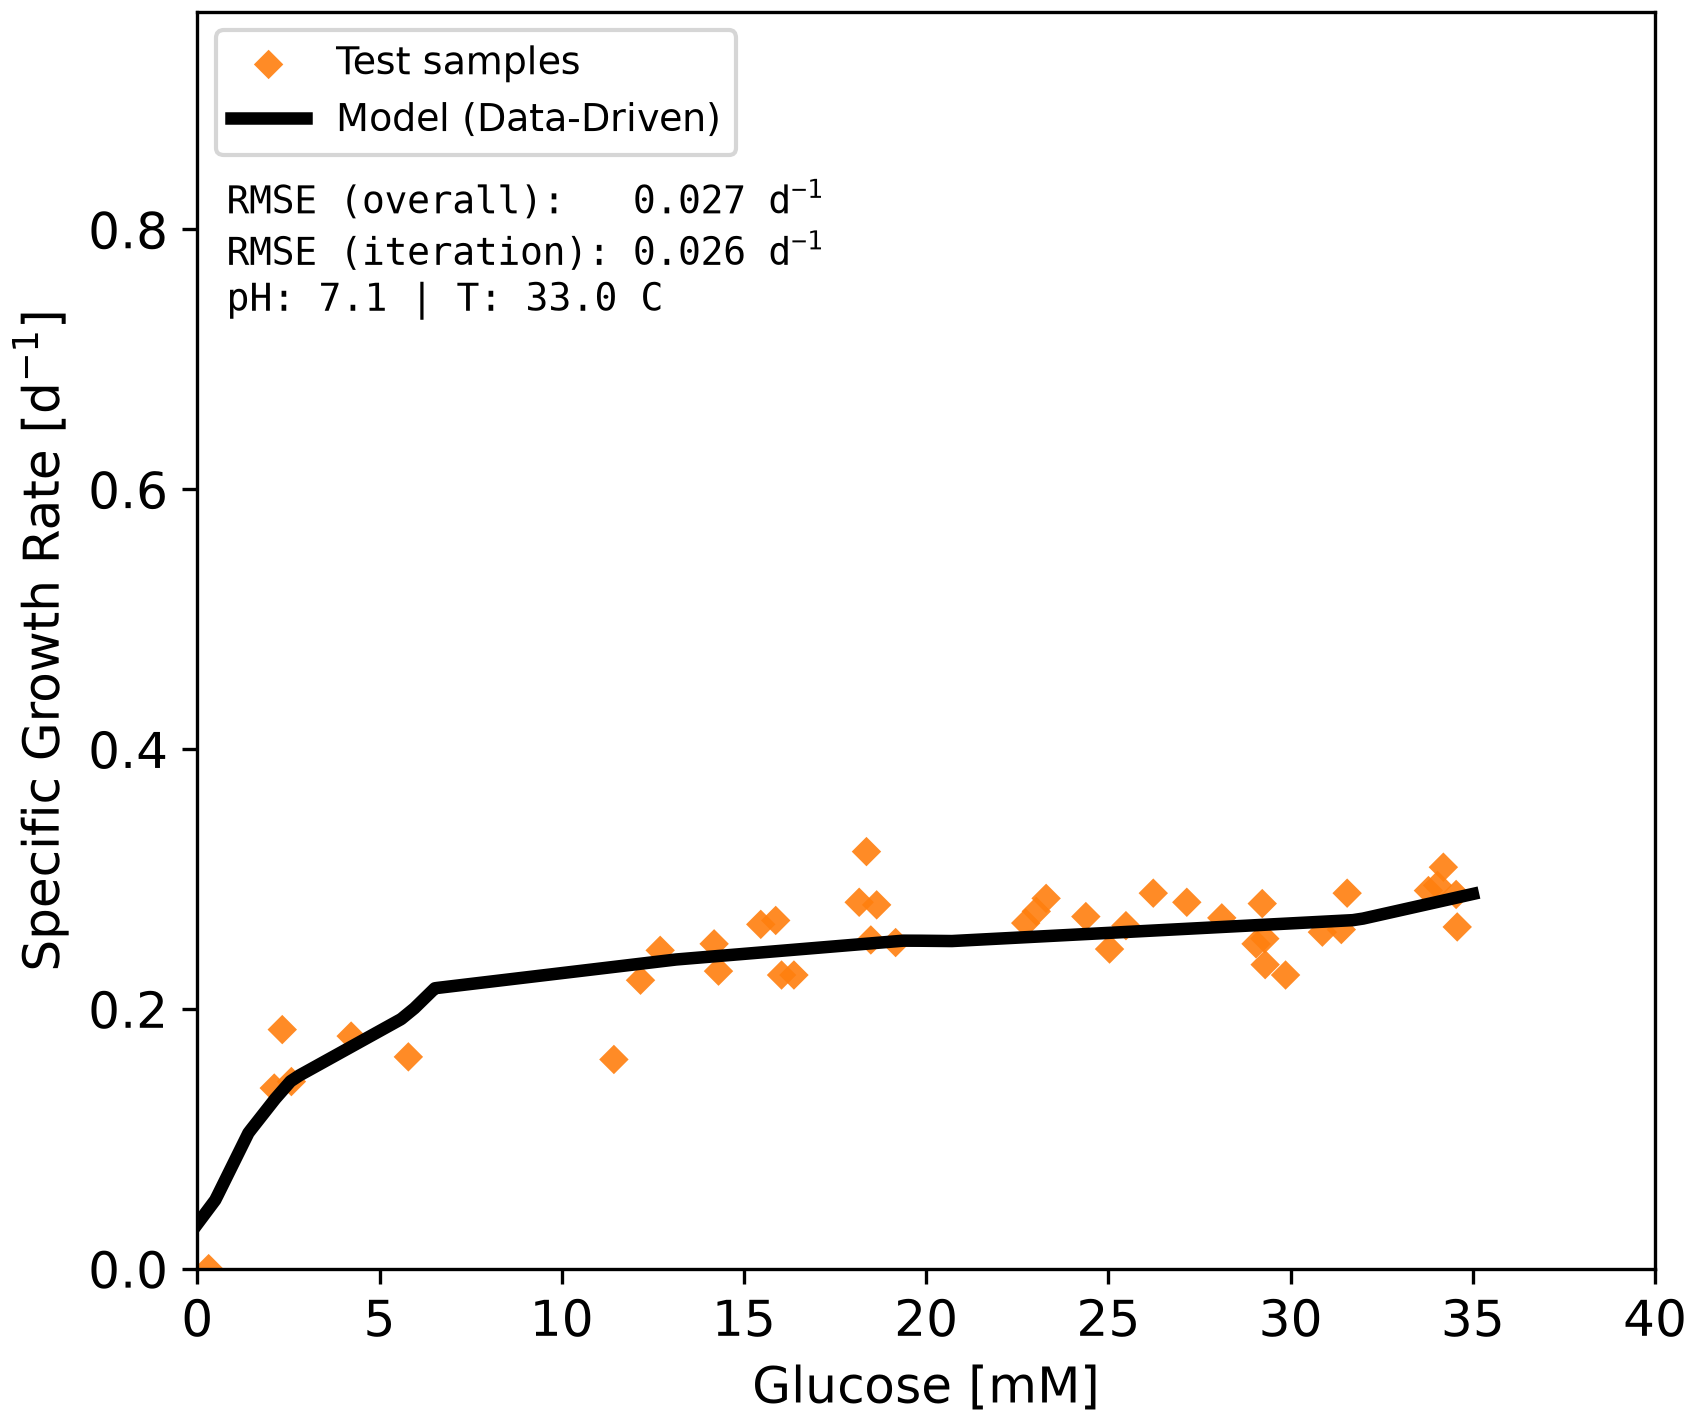 Test samples
Model (Data-Driven)
RMSE (overall):   0.027 d⁻¹
RMSE (iteration): 0.026 d⁻¹
pH: 7.1 | T: 33.0 C
Specific Growth Rate [d⁻¹]
0.8
0.6
0.4
0.2
0.0
0 5 10 15 20 25 30 35 40
Glucose [mM]